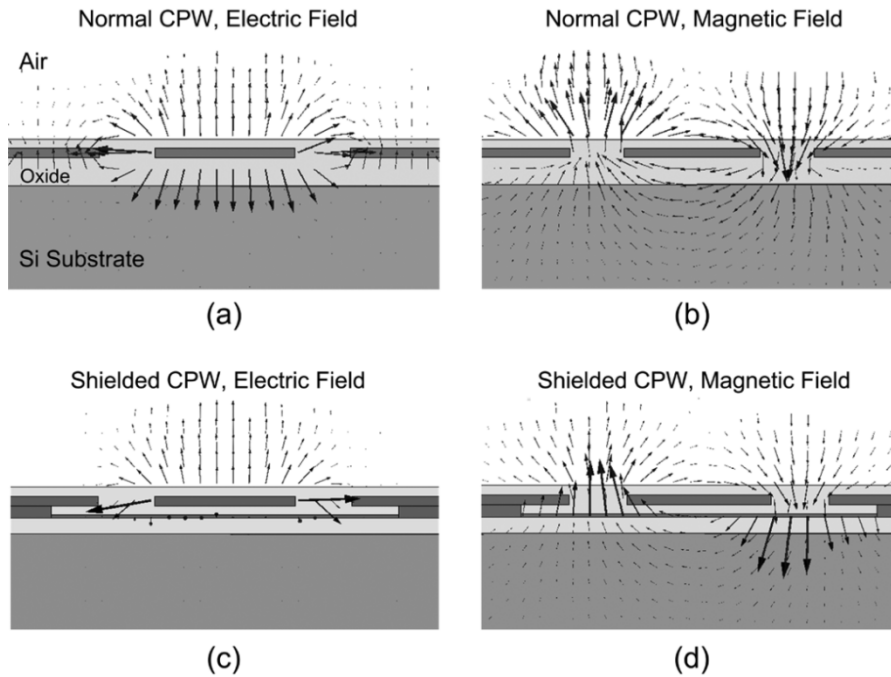 Normal CPW, Electric Field
Normal CPW, Magnetic Field
Air
Oxide
Si Substrate
(a)
(b)
Shielded CPW, Electric Field
Shielded CPW, Magnetic Field
(c)
(d)